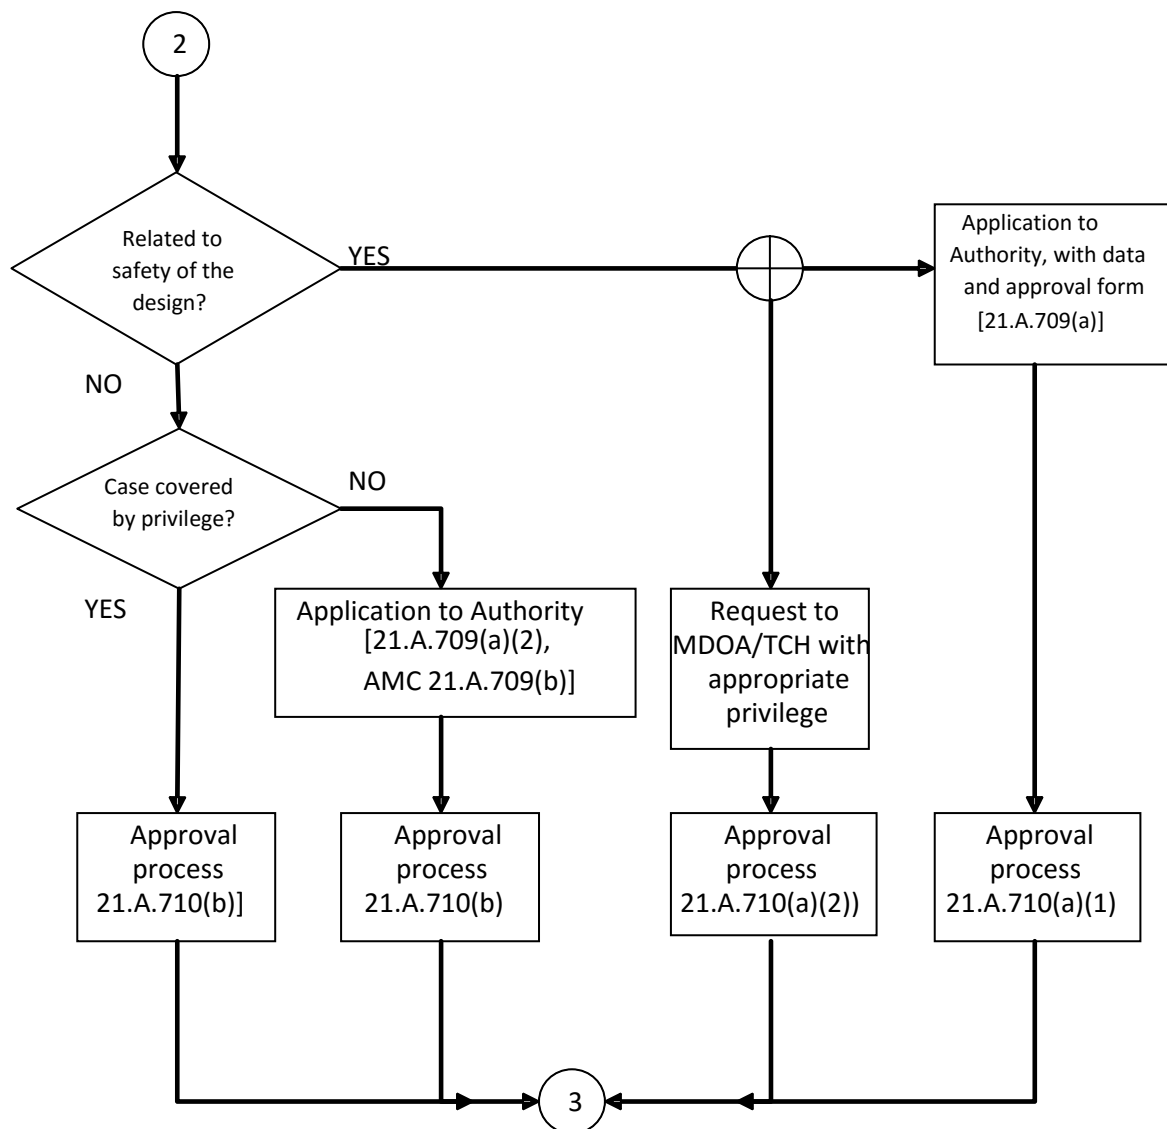 2
Related to
safety of the
design?
YES
Application to
Authority, with data
and approval form
[21.A.709(a)]
NO
Case covered
by privilege?
NO
YES
Application to Authority
[21.A.709(a)(2),
AMC 21.A.709(b)]
Request to
MDOA/TCH with
appropriate
privilege
Approval
process
21.A.710(b)]
Approval
process
21.A.710(b)
Approval
process
21.A.710(a)(2))
Approval
process
21.A.710(a)(1)
3